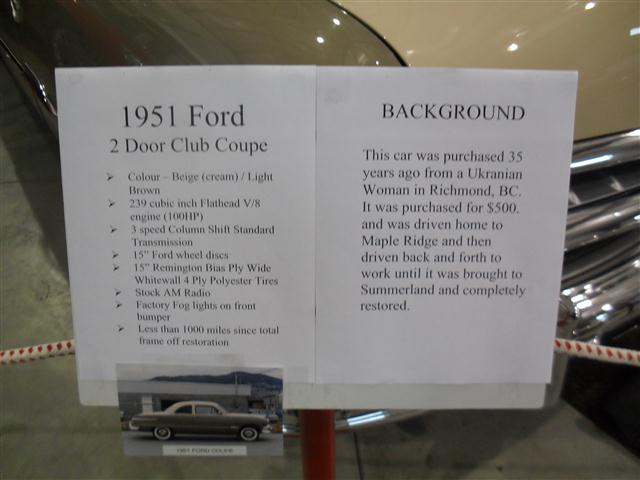 1951 Ford
2 Door Club Coupe
➢ Colour – Beige (cream) / Light
Brown
➢ 239 cubic inch Flathead V/8
engine (100HP)
➢ 3 speed Column Shift Standard
Transmission
➢ 15" Ford wheel discs
➢ 15" Remington Bias Ply Wide
Whitewall 4 Ply Polyester Tires
➢ Stock AM Radio
➢ Factory Fog lights on front
bumper
➢ Less than 1000 miles since total
frame off restoration
1951 FORD COUPE
BACKGROUND
This car was purchased 35
years ago from a Ukranian
Woman in Richmond, BC.
It was purchased for $500.
and was driven home to
Maple Ridge and then
driven back and forth to
work until it was brought to
Summerland and completely
restored.